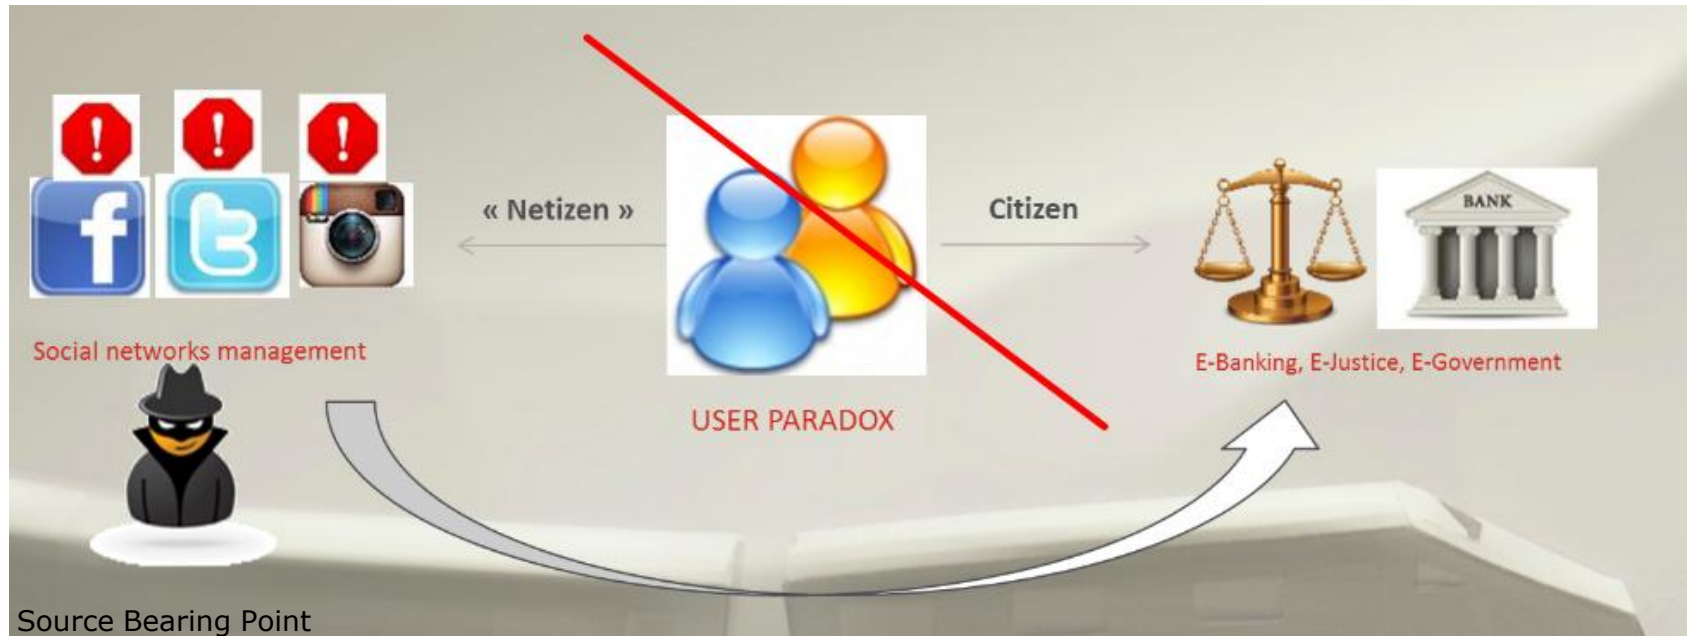 « Netizen »
Citizen
BANK
Social networks management
E-Banking, E-Justice, E-Government
USER PARADOX
Source Bearing Point